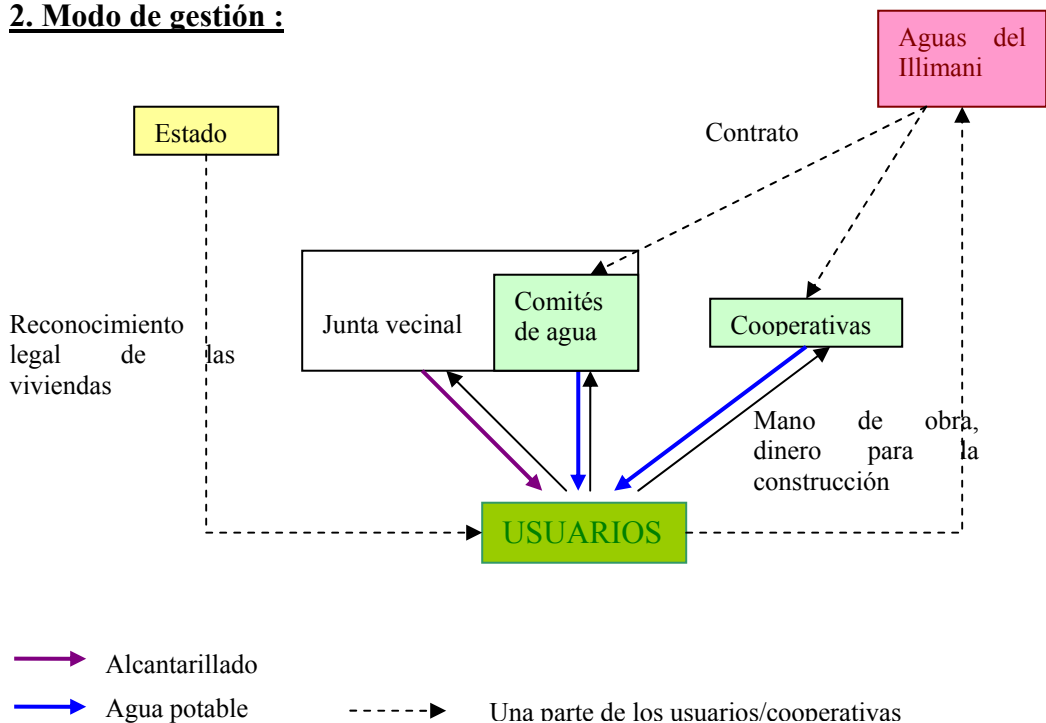 2. Modo de gestión :
Aguas del
Illimani
Estado
Contrato
Junta vecinal
Comités
de agua
Cooperativas
Reconocimiento
legal de las
viviendas
Mano de obra,
dinero para la
construcción
USUARIOS
Alcantarillado
Agua potable
Una parte de los usuarios/cooperativas